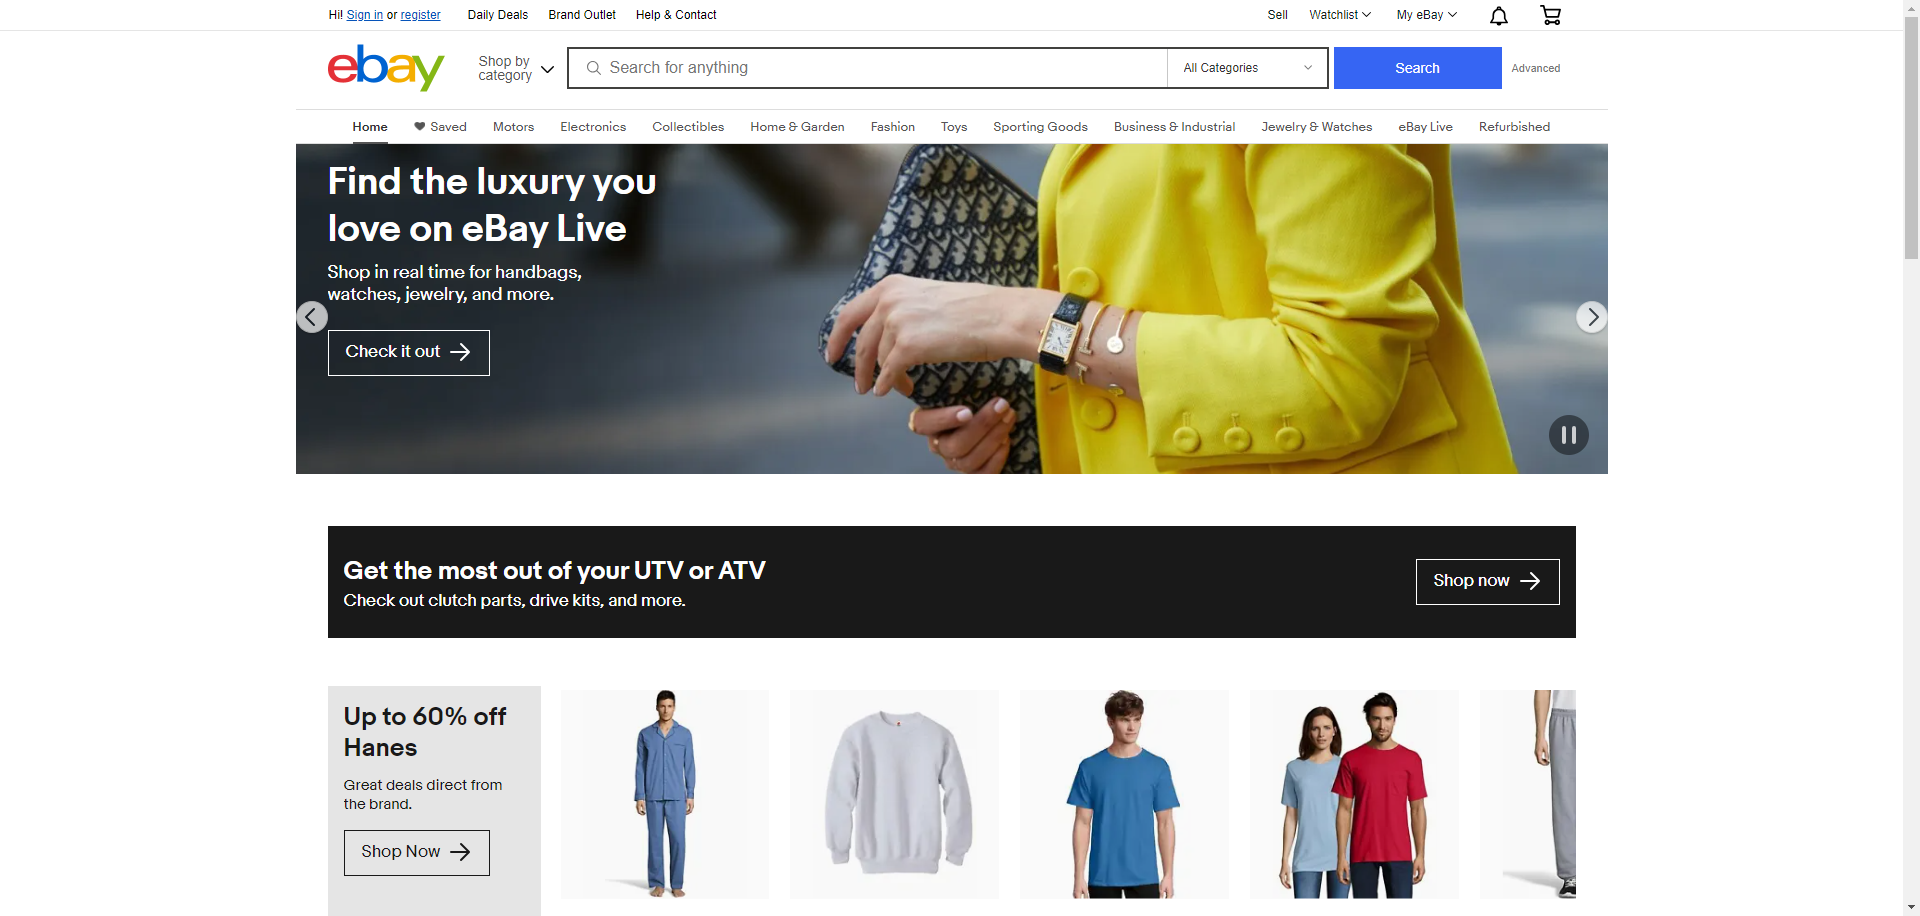 Hi! Sign in or register
Daily Deals
Brand Outlet
Help & Contact
Sell
Watchlist
My eBay
ebay
Shop by
category
Search for anything
All Categories
Search
Advanced
Home
Saved
Motors
Electronics
Collectibles
Home & Garden
Fashion
Toys
Sporting Goods
Business & Industrial
Jewelry & Watches
eBay Live
Refurbished
Find the luxury you
love on eBay Live
Shop in real time for handbags,
watches, jewelry, and more.
Check it out
Get the most out of your UTV or ATV
Check out clutch parts, drive kits, and more.
Shop now
Up to 60% off
Hanes
Great deals direct from
the brand.
Shop Now